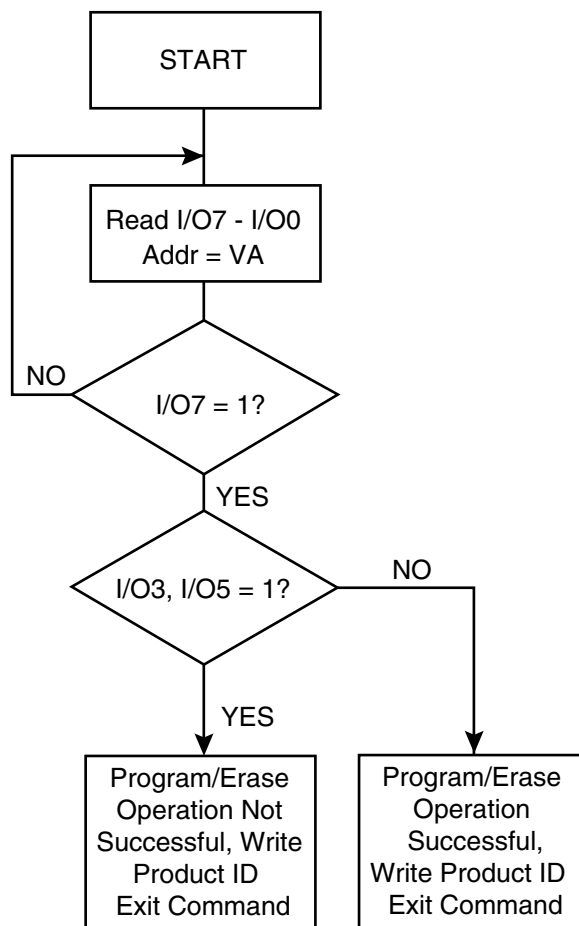 START
Read I/O7 - I/O0
Addr = VA
NO
I/O7 = 1?
YES
I/O3, I/O5 = 1?
NO
YES
Program/Erase
Operation Not
Successful, Write
Product ID
Exit Command
Program/Erase
Operation
Successful,
Write Product ID
Exit Command